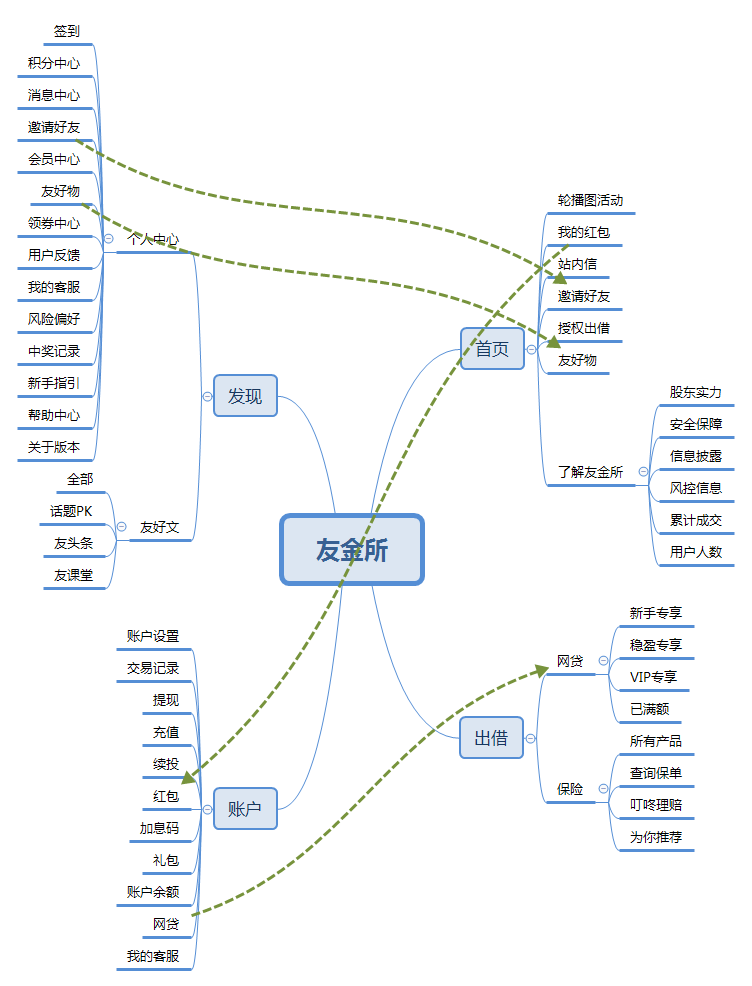 友金所
首页
轮播图活动
我的红包
站内信
邀请好友
授权出借
友好物
了解友金所
股东实力
安全保障
信息披露
风控信息
累计成交
用户人数
出借
网贷
新手专享
稳盈专享
VIP专享
已满额
保险
所有产品
查询保单
叮咚理赔
为你推荐
发现
个人中心
签到
积分中心
消息中心
邀请好友
会员中心
友好物
领券中心
用户反馈
我的客服
风险偏好
中奖记录
新手指引
帮助中心
关于版本
友好文
全部
话题PK
友头条
友课堂
账户
账户设置
交易记录
提现
充值
续投
红包
加息码
礼包
账户余额
网贷
我的客服